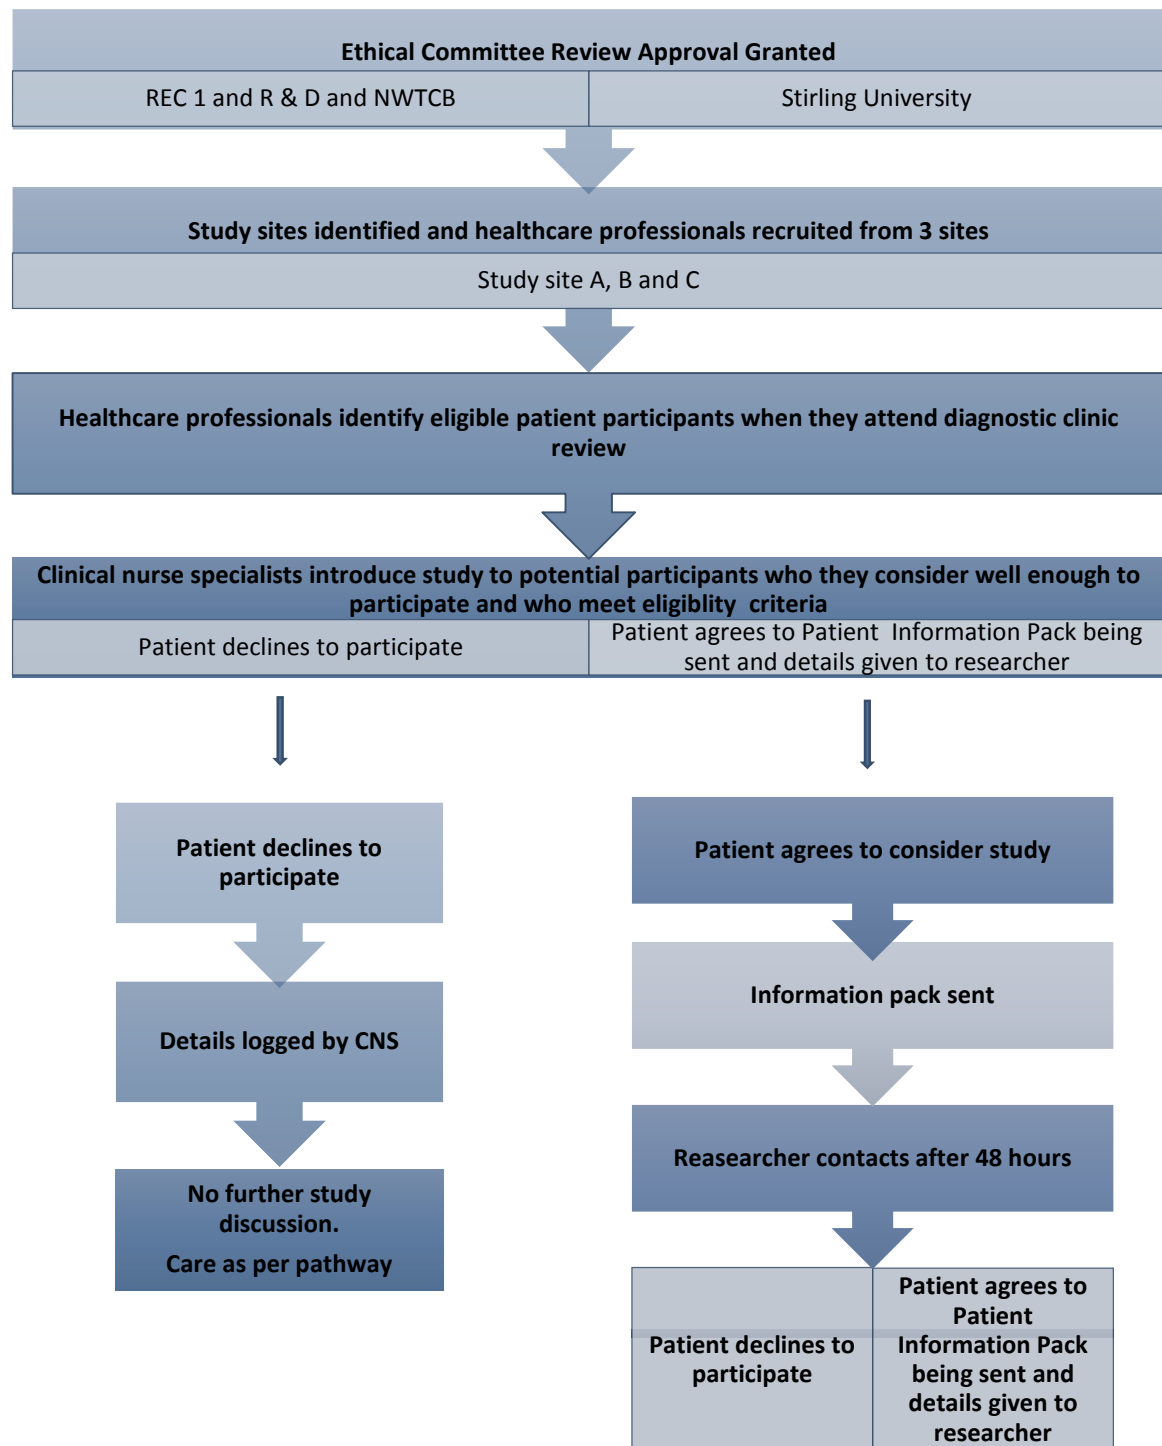 Ethical Committee Review Approval Granted
REC 1 and R & D and NWTCB
Stirling University
Study sites identified and healthcare professionals recruited from 3 sites
Study site A, B and C
Healthcare professionals identify eligible patient participants when they attend diagnostic clinic
review
Clinical nurse specialists introduce study to potential participants who they consider well enough to
participate and who meet eligiblity criteria
Patient declines to participate
Patient agrees to Patient Information Pack being
sent and details given to researcher
Patient declines to
participate
Details logged by CNS
No further study
discussion.
Care as per pathway
Patient agrees to consider study
Information pack sent
Reasearcher contacts after 48 hours
Patient declines to
participate
Patient agrees to
Patient
Information Pack
being sent and
details given to
researcher